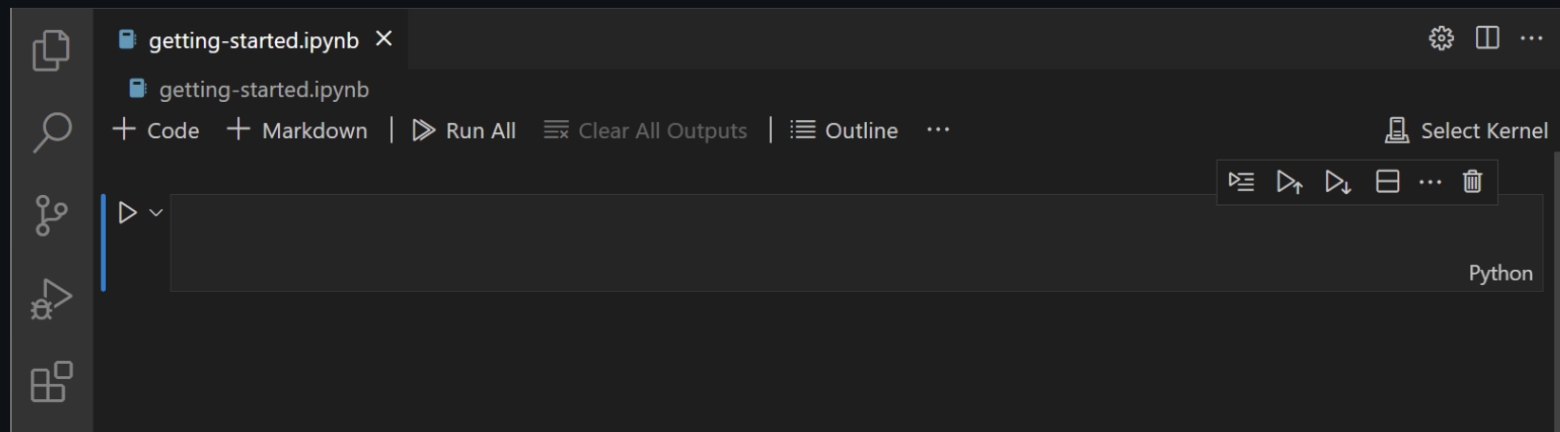 getting-started.ipynb
getting-started.ipynb
Code Markdown Run All Clear All Outputs Outline Select Kernel
Python